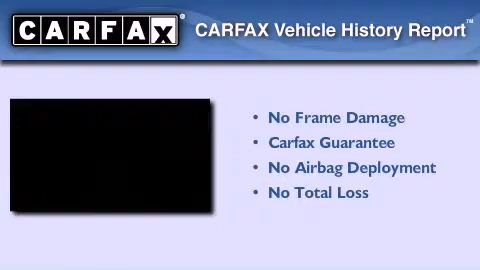 CARFAX® CARFAX Vehicle History Report™
• No Frame Damage
• Carfax Guarantee
• No Airbag Deployment
• No Total Loss